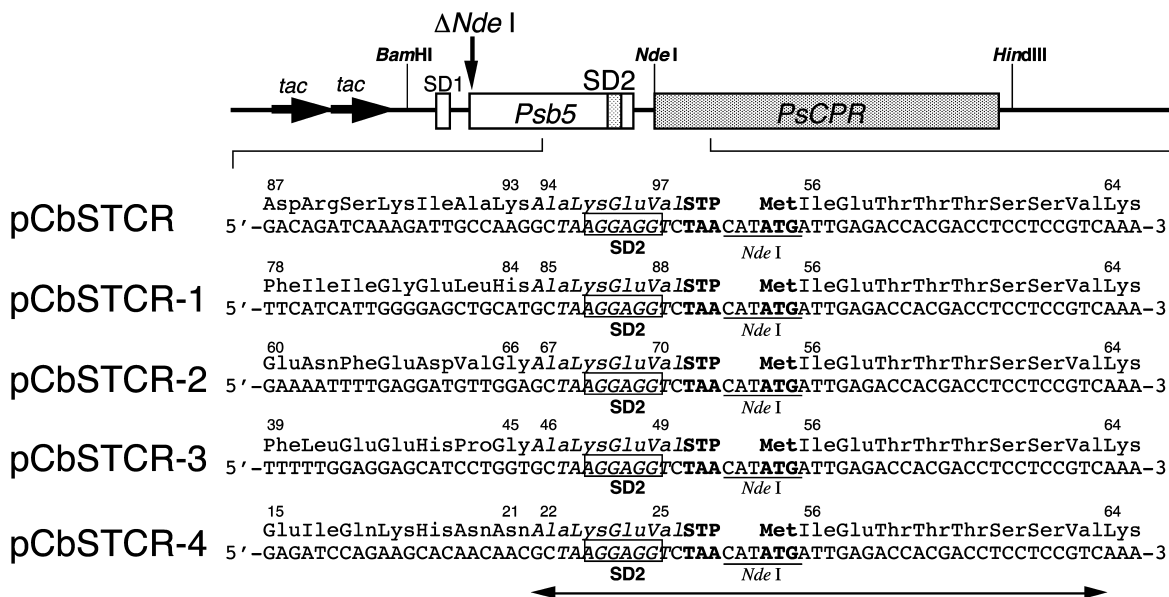 ΔNde I
BamHI NdeI HindIII
tac tac SD1 SD2
Psb5 PsCPR
87 93 94 97 56 64
AspArgSerLysIleAlaLysAlaLysGluValSTP MetIleGluThrThrThrSerSerValLys
pCbSTCR 5′-GACAGATCAAAGATTGCCAAGGCTAAGGAGGTCTAACATATGATTGAGACCACGACCTCCTCCGTCAAA-3
SD2 Nde I
78 84 85 88 56 64
PheIleIleGlyGluLeuHisAlaLysGluValSTP MetIleGluThrThrThrSerSerValLys
pCbSTCR-1 5′-TTCATCATTGGGGAGCTGCATGCTAAGGAGGTCTAACATATGATTGAGACCACGACCTCCTCCGTCAAA-3
SD2 Nde I
60 66 67 70 56 64
GluAsnPheGluAspValGlyAlaLysGluValSTP MetIleGluThrThrThrSerSerValLys
pCbSTCR-2 5′-GAAAATTTTGAGGATGTTGGAGCTAAGGAGGTCTAACATATGATTGAGACCACGACCTCCTCCGTCAAA-3
SD2 Nde I
39 45 46 49 56 64
PheLeuGluGluHisProGlyAlaLysGluValSTP MetIleGluThrThrThrSerSerValLys
pCbSTCR-3 5′-TTTTTGGAGGAGCATCCTGGTGCTAAGGAGGTCTAACATATGATTGAGACCACGACCTCCTCCGTCAAA-3
SD2 Nde I
15 21 22 25 56 64
GluIleGlnLysHisAsnAsnAlaLysGluValSTP MetIleGluThrThrThrSerSerValLys
pCbSTCR-4 5′-GAGATCCAGAAGCACAACAACGCTAAGGAGGTCTAACATATGATTGAGACCACGACCTCCTCCGTCAAA-3
SD2 Nde I